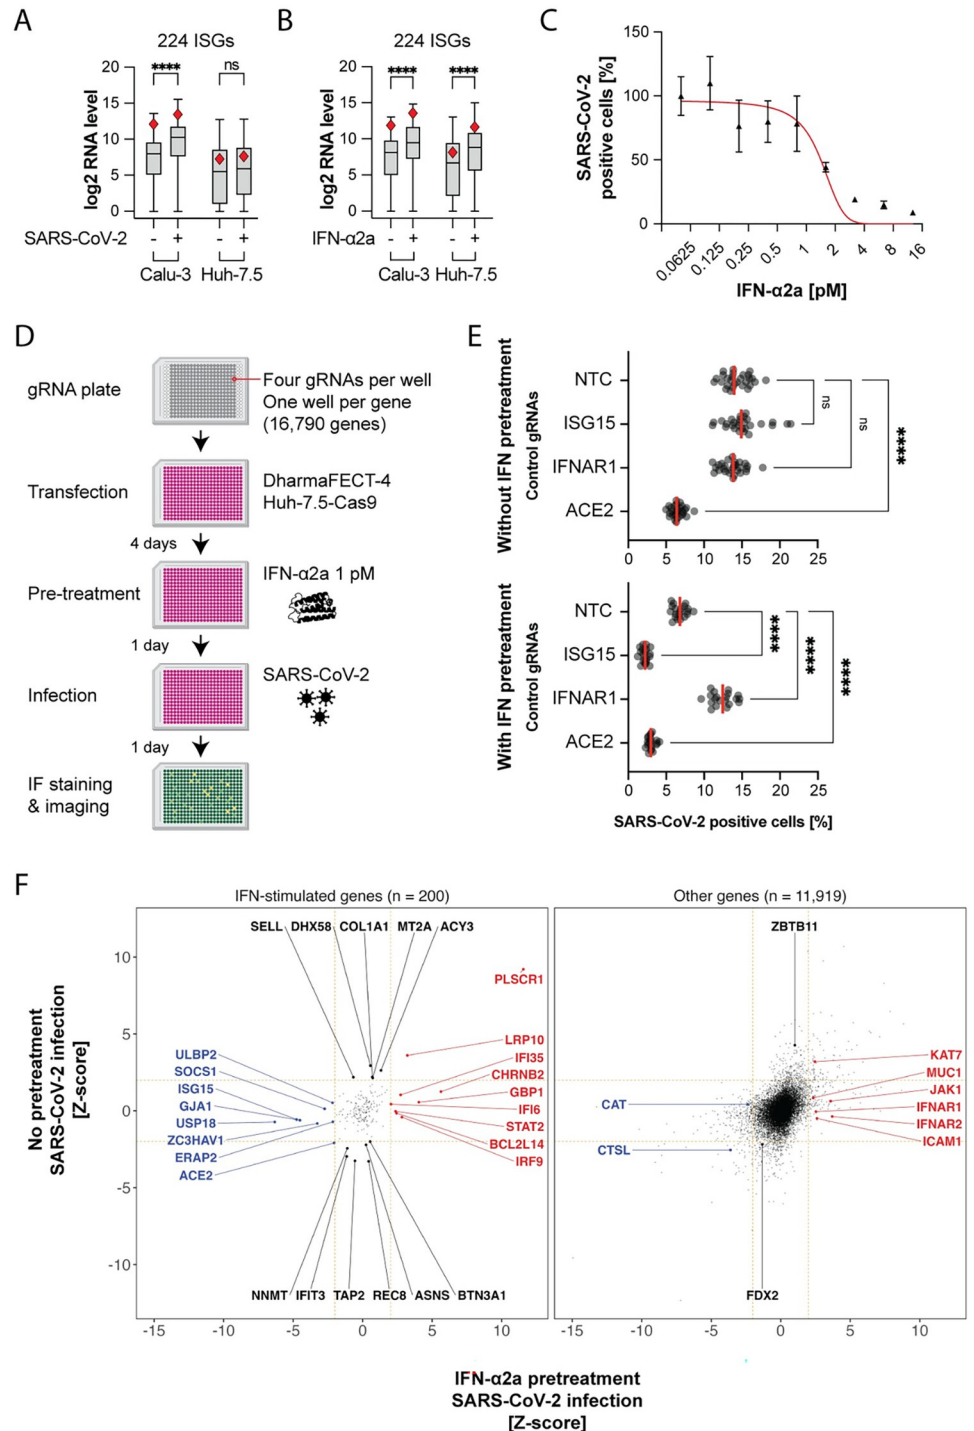 A
224 ISGs
****
ns
log2 RNA level
20
15
10
5
0
SARS-CoV-2
- + - +
Calu-3 Huh-7.5
B
224 ISGs
**** ****
log2 RNA level
20
15
10
5
0
IFN-α2a
- + - +
Calu-3 Huh-7.5
C
SARS-CoV-2
positive cells [%]
150
100
50
0
0.0625 0.125 0.25 0.5 1 2 4 8 16
IFN-α2a [pM]
D
gRNA plate
Four gRNAs per well
One well per gene
(16,790 genes)
Transfection
DharmaFECT-4
Huh-7.5-Cas9
4 days
Pre-treatment
IFN-α2a 1 pM
1 day
Infection
SARS-CoV-2
1 day
IF staining
& imaging
E
Without IFN pretreatment
Control gRNAs
NTC
ISG15
IFNAR1
ACE2
ns
ns
****
0 5 10 15 20 25
With IFN pretreatment
Control gRNAs
NTC
ISG15
IFNAR1
ACE2
****
****
****
0 5 10 15 20 25
SARS-CoV-2 positive cells [%]
F
IFN-stimulated genes (n = 200)
Other genes (n = 11,919)
No pretreatment
SARS-CoV-2 infection
[Z-score]
10
5
0
-5
-10
SELL DHX58 COL1A1 MT2A ACY3
PLSCR1
LRP10
IFI35
CHRNB2
GBP1
IFI6
STAT2
BCL2L14
IRF9
ULBP2
SOCS1
ISG15
GJA1
USP18
ZC3HAV1
ERAP2
ACE2
NNMT IFIT3 TAP2 REC8 ASNS BTN3A1
-15 -10 -5 0 5 10
ZBTB11
KAT7
MUC1
JAK1
IFNAR1
IFNAR2
ICAM1
CAT
CTSL
FDX2
-15 -10 -5 0 5 10
IFN-α2a pretreatment
SARS-CoV-2 infection
[Z-score]